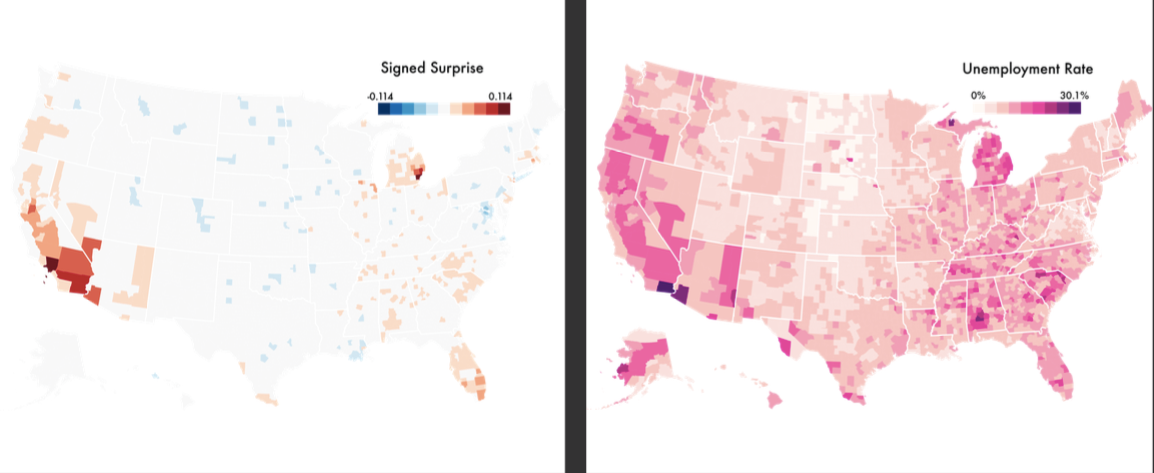 Signed Surprise
-0.114 0.114
Unemployment Rate
0% 30.1%